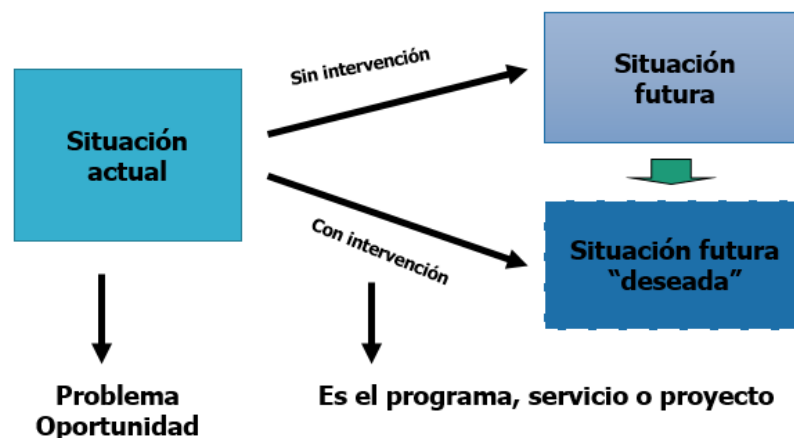 Situación
actual
Sin intervención
Situación
futura
Con intervención
Situación futura
“deseada”
Problema
Oportunidad
Es el programa, servicio o proyecto